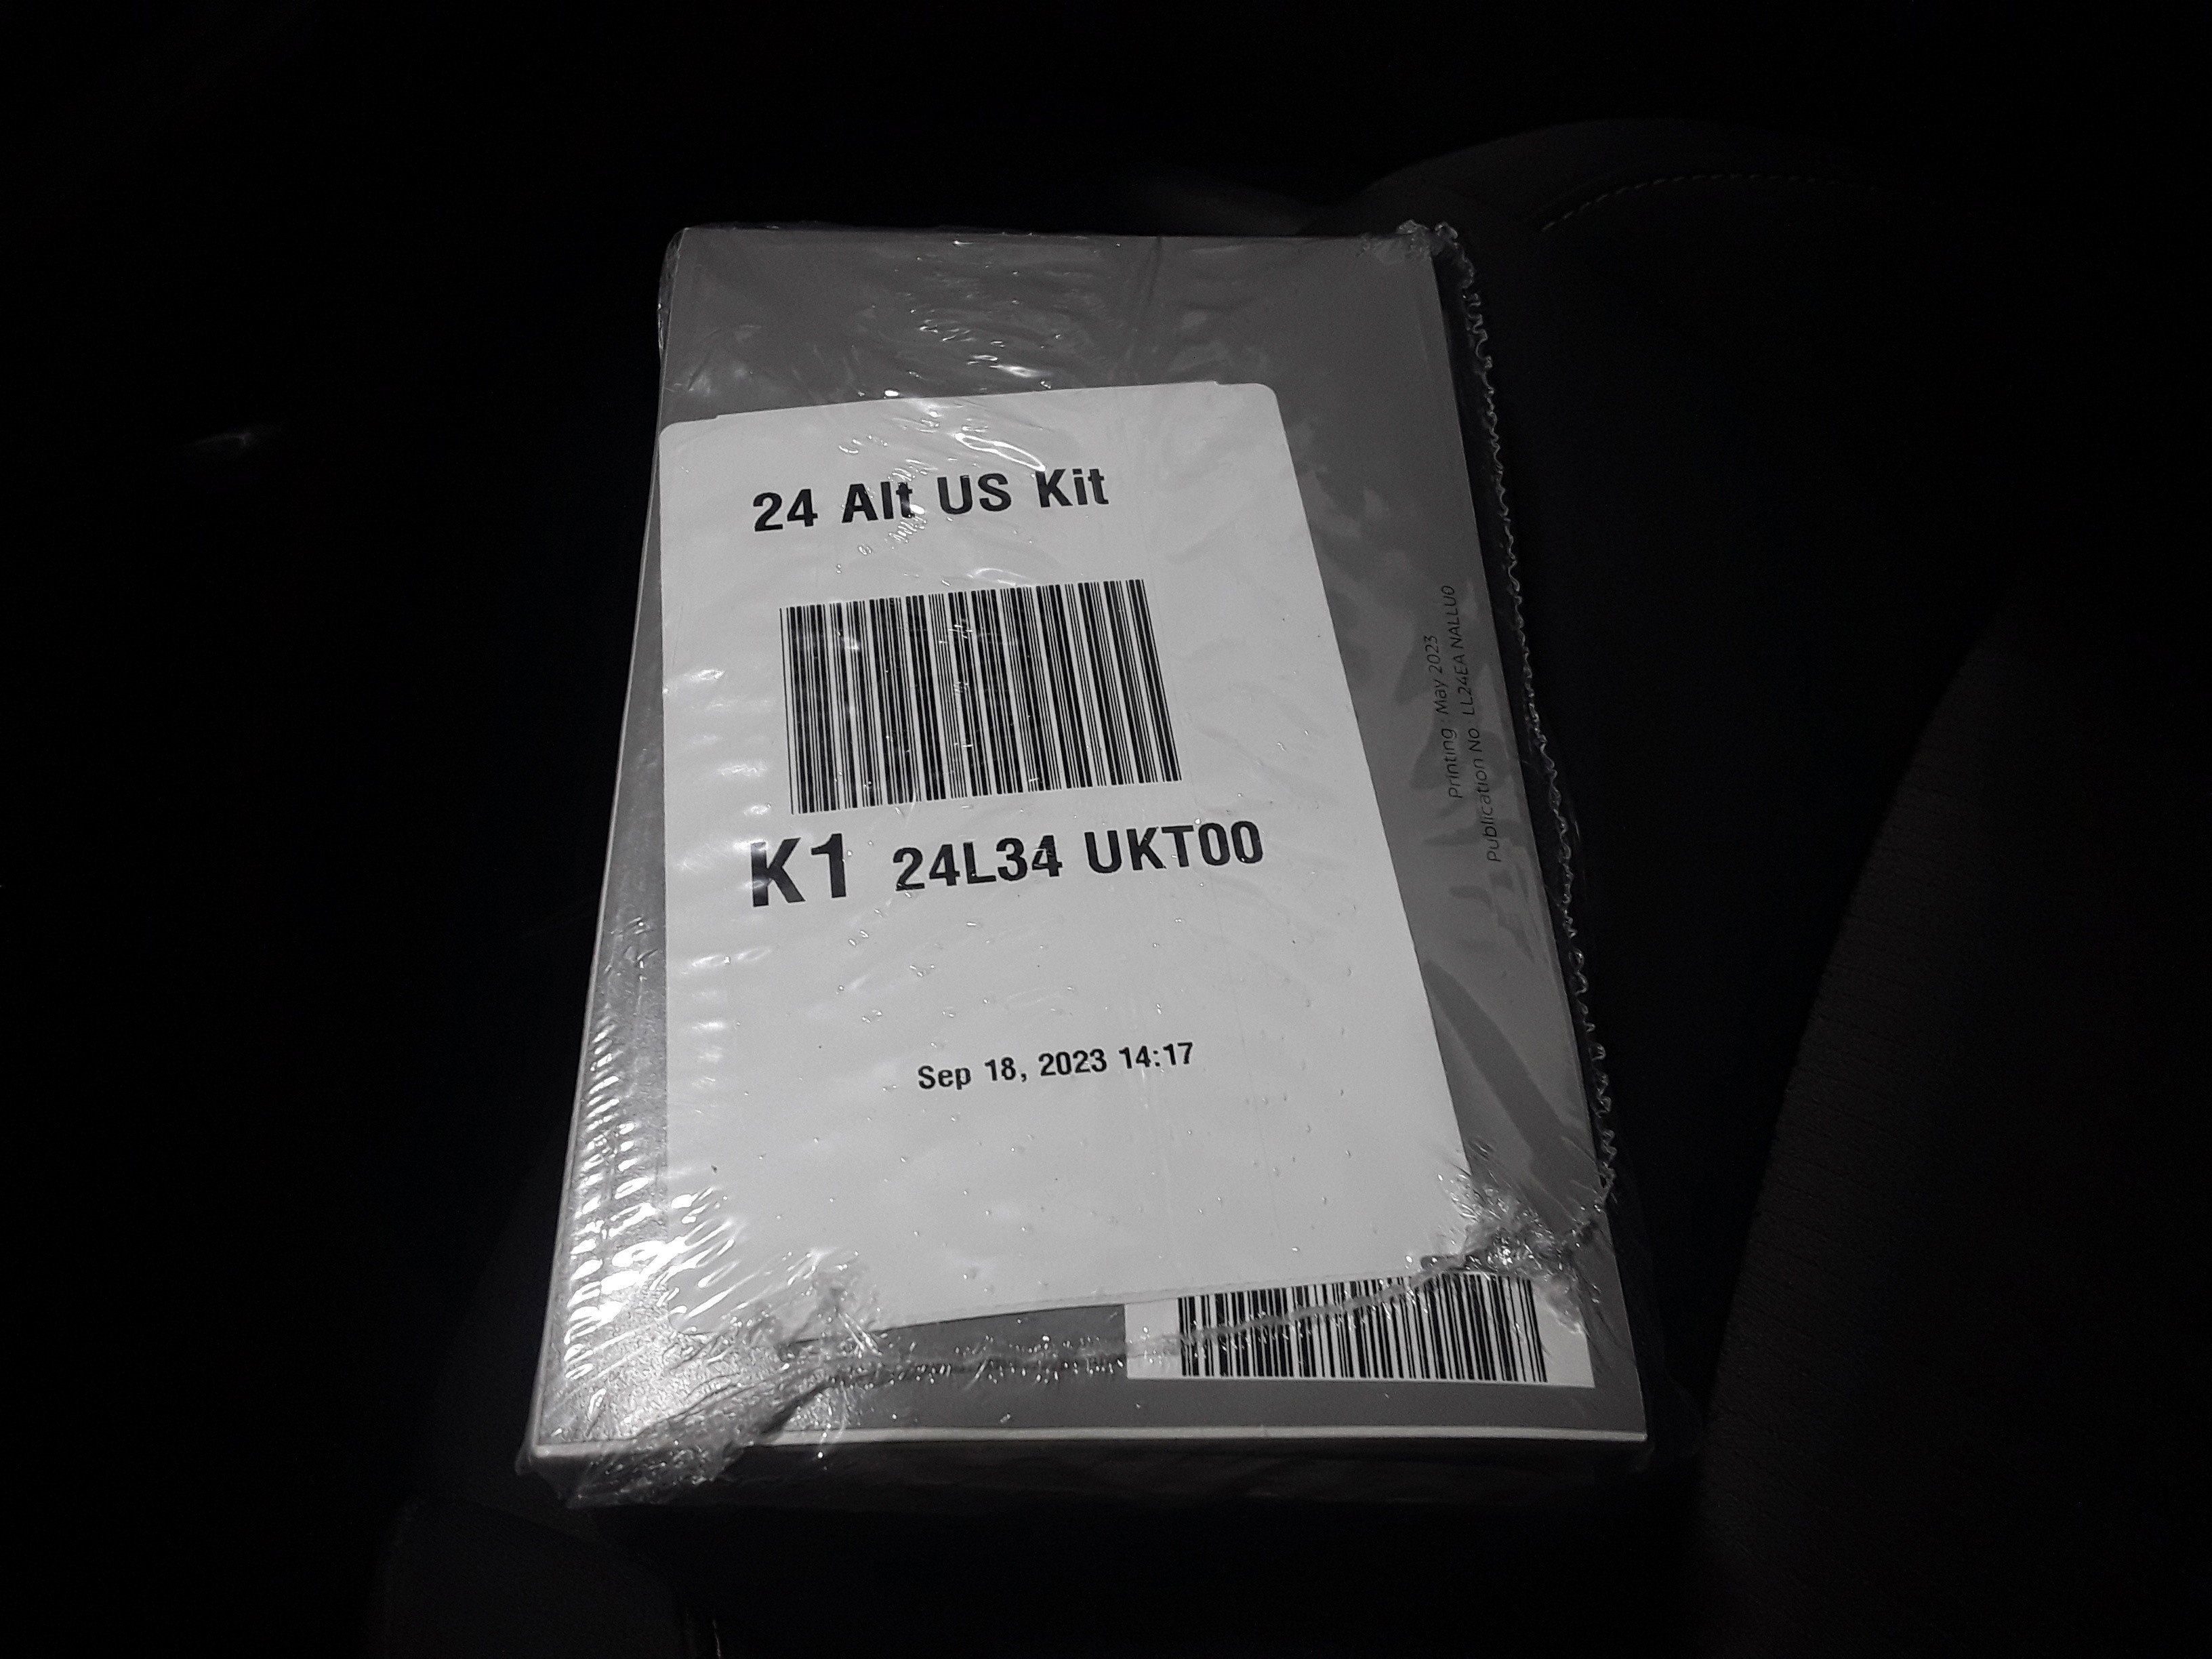 24 Alt US Kit
K1 24L34 UKT00
Sep 18, 2023 14:17
Printing : May 2023
Publication No. LL24EA NALLU0